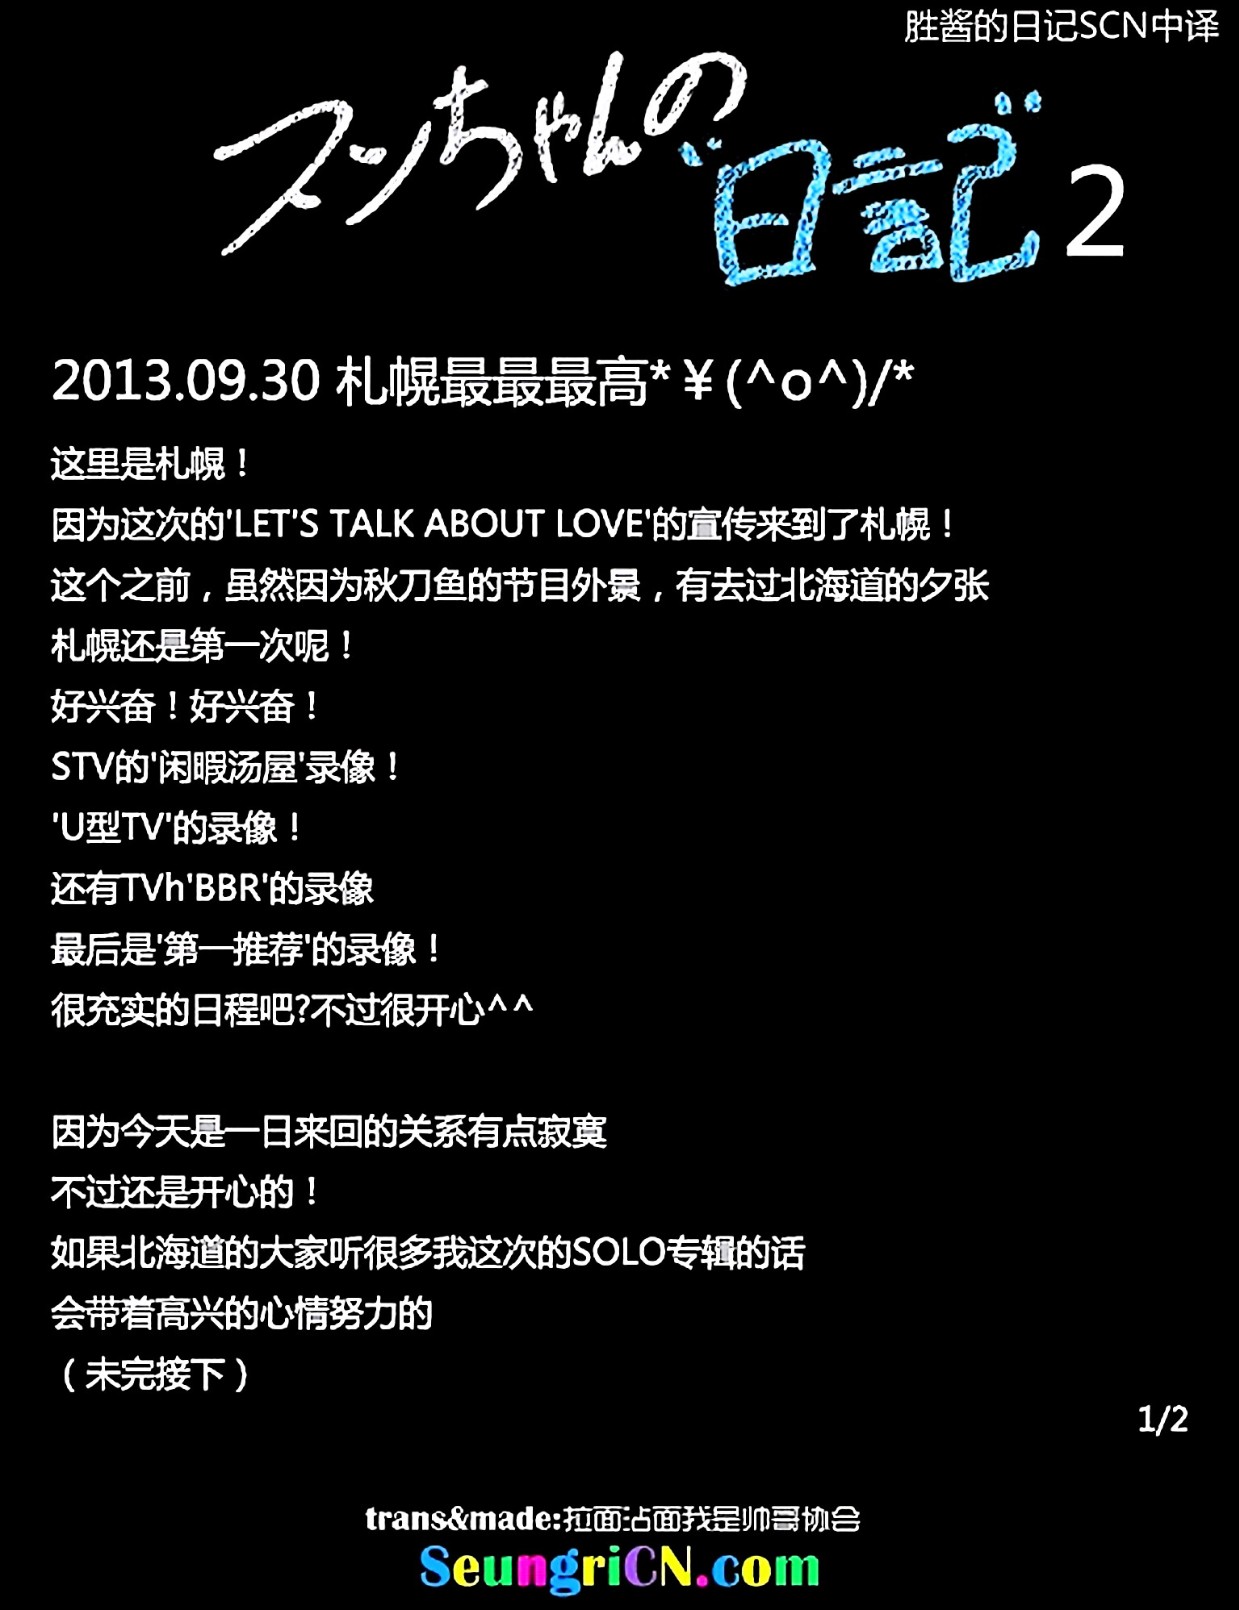 胜酱的日记SCN中译
スンちゃんの
日記2
2013.09.30 札幌最最最高*￥(^o^)/*
这里是札幌！
因为这次的'LET'S TALK ABOUT LOVE'的宣传来到了札幌！
这个之前，虽然因为秋刀鱼的节目外景，有去过北海道的夕张
札幌还是第一次呢！
好兴奋！好兴奋！
STV的'闲暇汤屋'录像！
'U型TV'的录像！
还有TVh'BBR'的录像
最后是'第一推荐'的录像！
很充实的日程吧?不过很开心^^
因为今天是一日来回的关系有点寂寞
不过还是开心的！
如果北海道的大家听很多我这次的SOLO专辑的话
会带着高兴的心情努力的
（未完接下）
1/2
trans&made:拉面沾面我是帅哥协会
SeungriCN.com